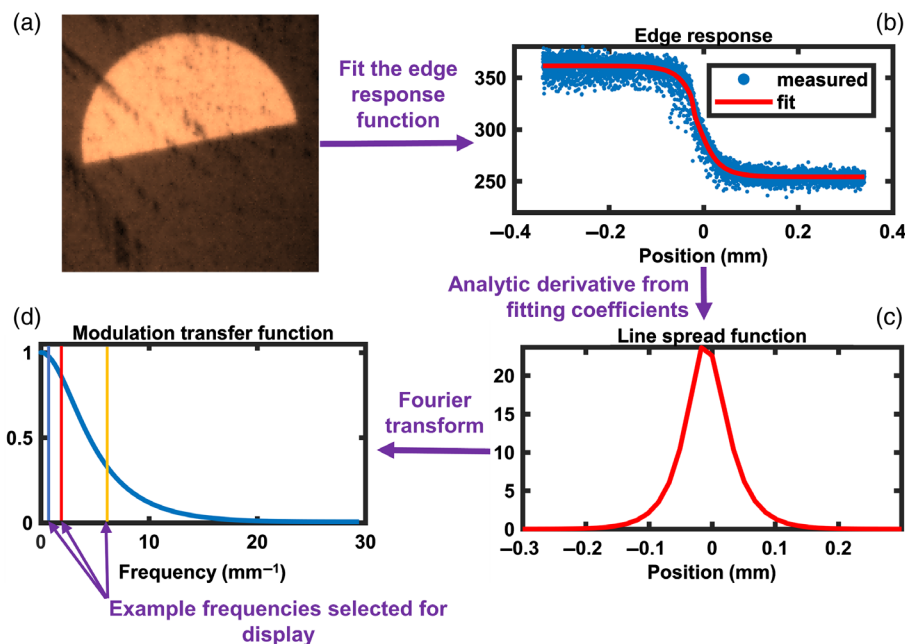 (a)
Fit the edge
response
function
(b)
Edge response
350
300
250
measured
fit
−0.4
−0.2
0
0.2
0.4
Position (mm)
Analytic derivative from
fitting coefficients
(c)
Line spread function
20
15
10
5
0
−0.3
−0.2
−0.1
0
0.1
0.2
Position (mm)
Fourier
transform
(d)
Modulation transfer function
1
0.5
0
0
10
20
30
Frequency (mm⁻¹)
Example frequencies selected for
display